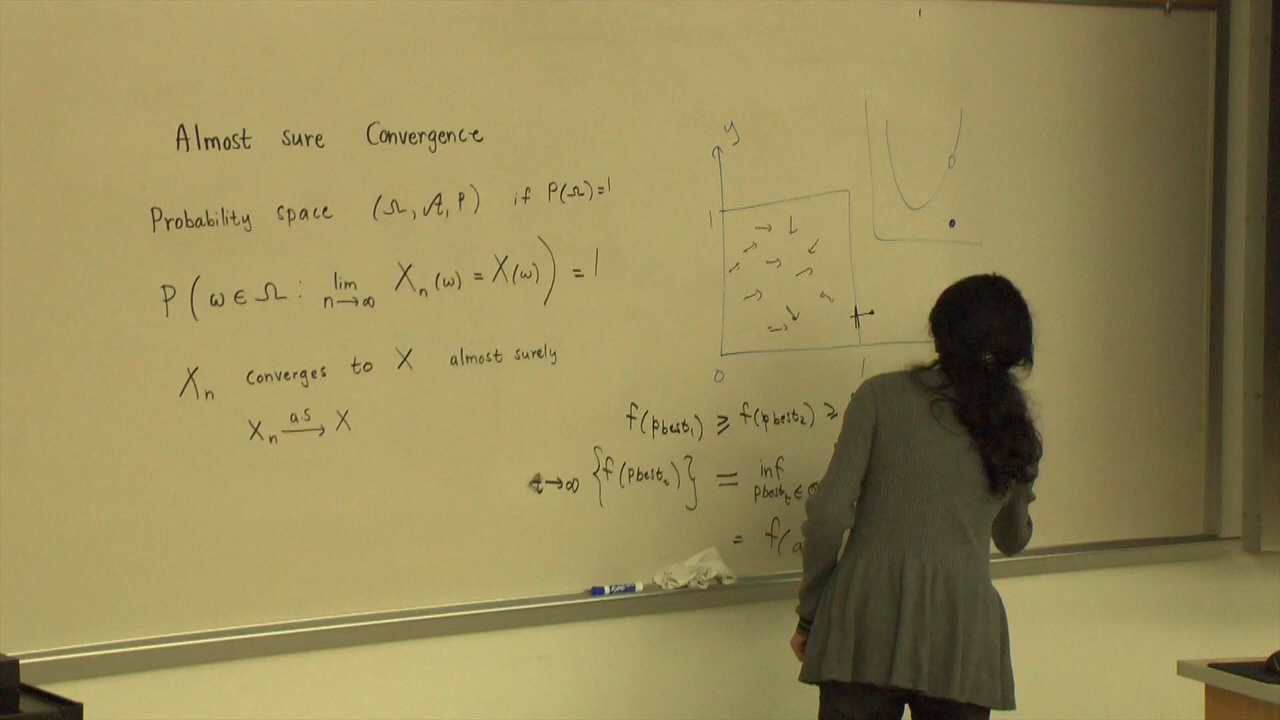 Almost sure Convergence
Probability space (Ω, 𝒜, P) if P(Ω)=1
P(ω ∈ Ω : lim n→∞ Xₙ(ω) = X(ω)) = 1
Xₙ converges to X almost surely
Xₙ a.s→ X
y
1
0
1
f(pbest₁) ≥ f(pbest₂) ≥
t→∞ {f(pbestₜ)} = inf pbestₜ ∈
= f(a